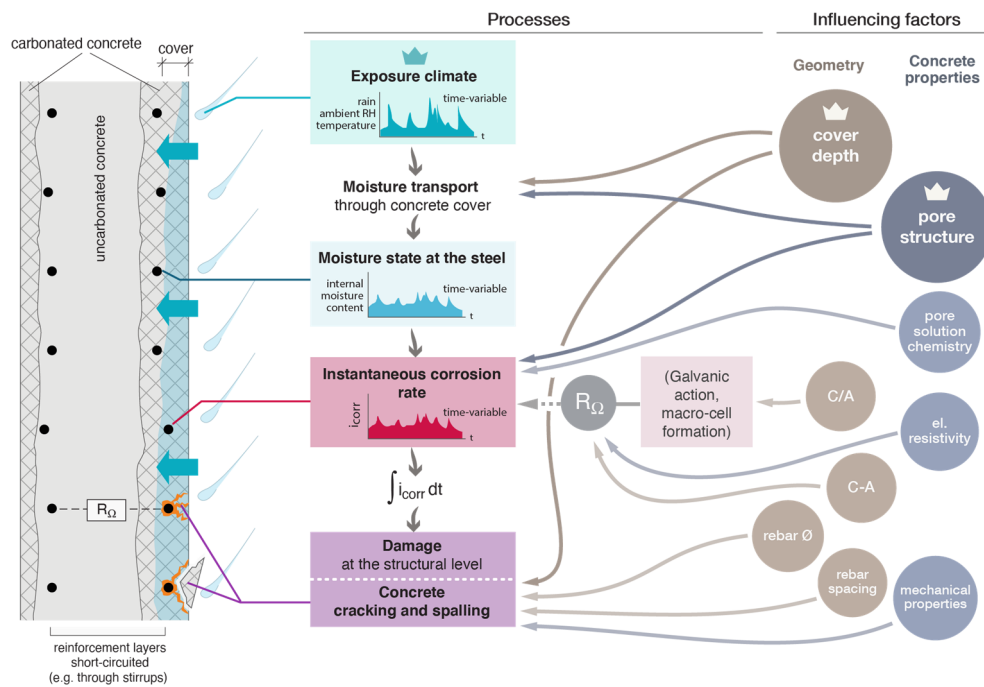 Processes
Influencing factors
carbonated concrete
cover
Geometry
Concrete
properties
uncarbonated concrete
Exposure climate
rain
ambient RH
temperature
time-variable
t
cover
depth
Moisture transport
through concrete cover
pore
structure
Moisture state at the steel
internal
moisture
content
time-variable
t
pore
solution
chemistry
Instantaneous corrosion
rate
icorr
time-variable
t
RΩ
(Galvanic
action,
macro-cell
formation)
C/A
el.
resistivity
∫ icorr dt
C-A
RΩ
rebar Ø
Damage
at the structural level
Concrete
cracking and spalling
rebar
spacing
mechanical
properties
reinforcement layers
short-circuited
(e.g. through stirrups)